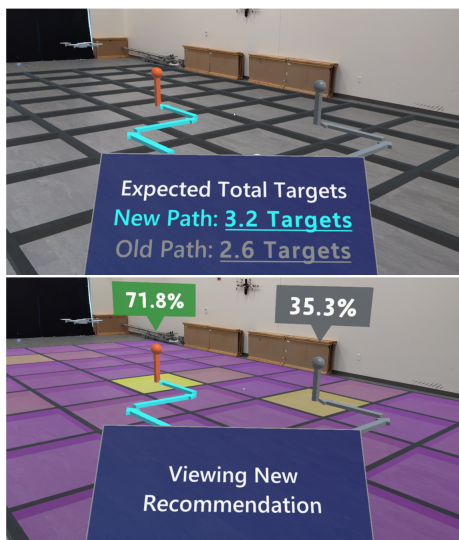 Expected Total Targets
New Path: 3.2 Targets
Old Path: 2.6 Targets
71.8%
35.3%
Viewing New
Recommendation